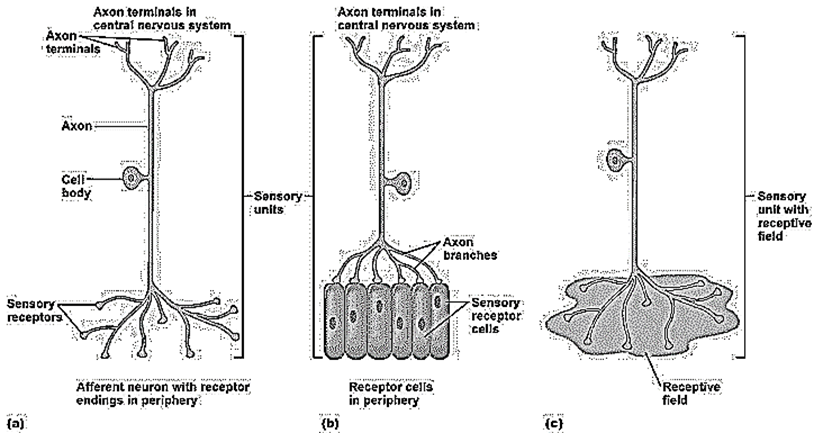 Axon terminals in
central nervous system
Axon
terminals
Axon
Cell
body
Sensory
receptors
Afferent neuron with receptor
endings in periphery
(a)
Sensory
units
Axon terminals in
central nervous system
Axon
branches
Sensory
receptor
cells
Receptor cells
in periphery
(b)
Sensory
unit with
receptive
field
Receptive
field
(c)